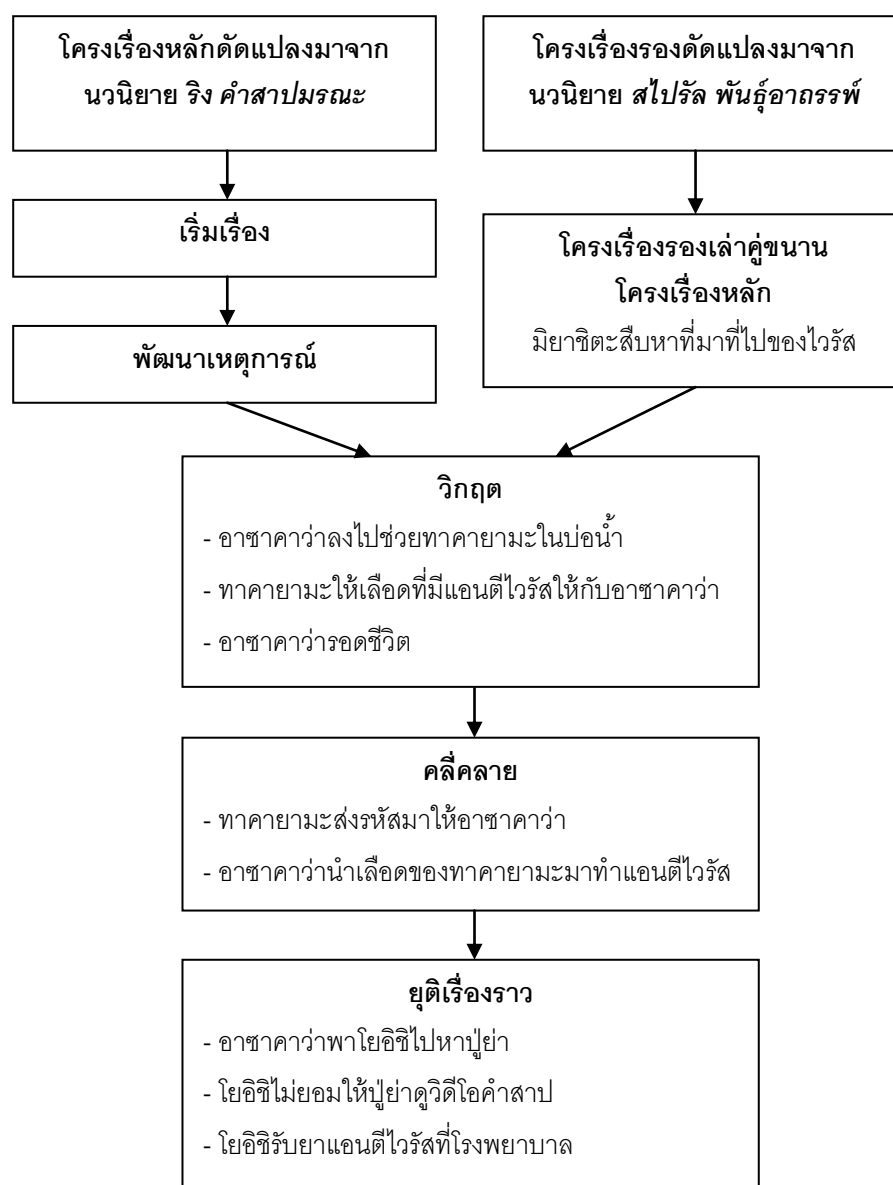 โครงเรื่องหลักดัดแปลงมาจาก
นวนิยาย ริง คำสาปมรณะ
เริ่มเรื่อง
พัฒนาเหตุการณ์
โครงเรื่องรองดัดแปลงมาจาก
นวนิยาย สไปรัล พันธุ์อาถรรพ์
โครงเรื่องรองเล่าคู่ขนาน
โครงเรื่องหลัก
มิยาชิตะสืบหาที่มาที่ไปของไวรัส
วิกฤต
- อาซาคาว่าลงไปช่วยทาคายามะในบ่อน้ำ
- ทาคายามะให้เลือดที่มีแอนตีไวรัสให้กับอาซาคาว่า
- อาซาคาว่ารอดชีวิต
คลี่คลาย
- ทาคายามะส่งรหัสมาให้อาซาคาว่า
- อาซาคาว่านำเลือดของทาคายามะมาทำแอนตีไวรัส
ยุติเรื่องราว
- อาซาคาว่าพาโยอิชิไปหาปู่ย่า
- โยอิชิไม่ยอมให้ปู่ย่าดูวิดีโอคำสาป
- โยอิชิรับยาแอนตีไวรัสที่โรงพยาบาล